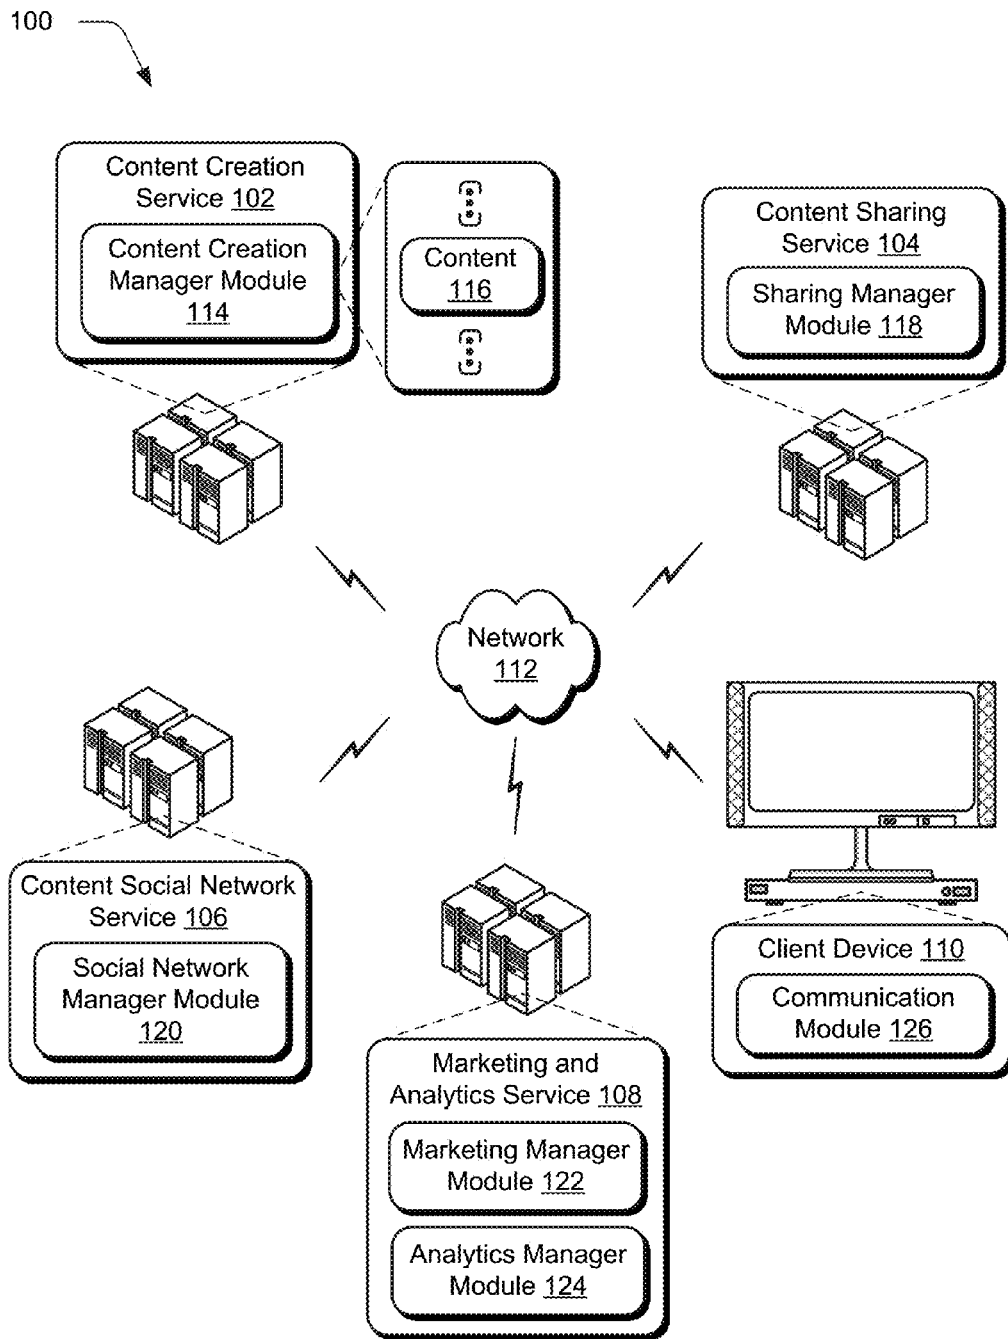 100
Content Creation
Service 102
Content Creation
Manager Module
114
Content
116
Content Sharing
Service 104
Sharing Manager
Module 118
Network
112
Content Social Network
Service 106
Social Network
Manager Module
120
Marketing and
Analytics Service 108
Marketing Manager
Module 122
Analytics Manager
Module 124
Client Device 110
Communication
Module 126